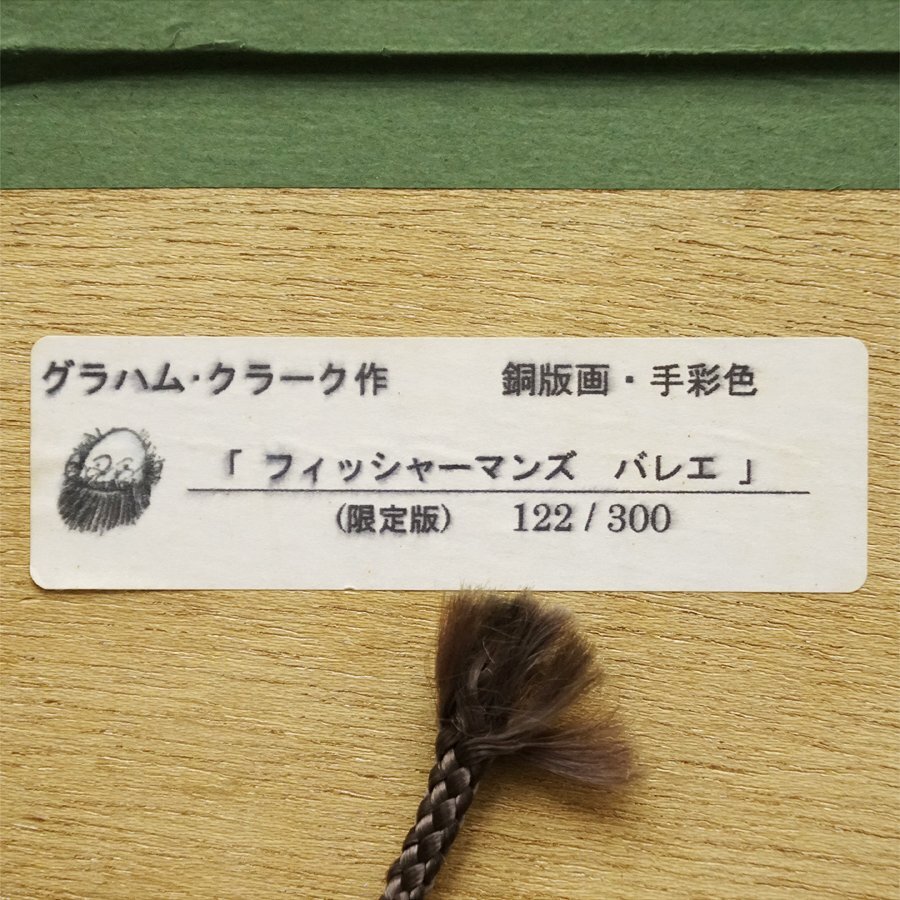 グラハム・クラーク作 銅版画・手彩色
「 フィッシャーマンズ バレエ 」
(限定版) 122 / 300